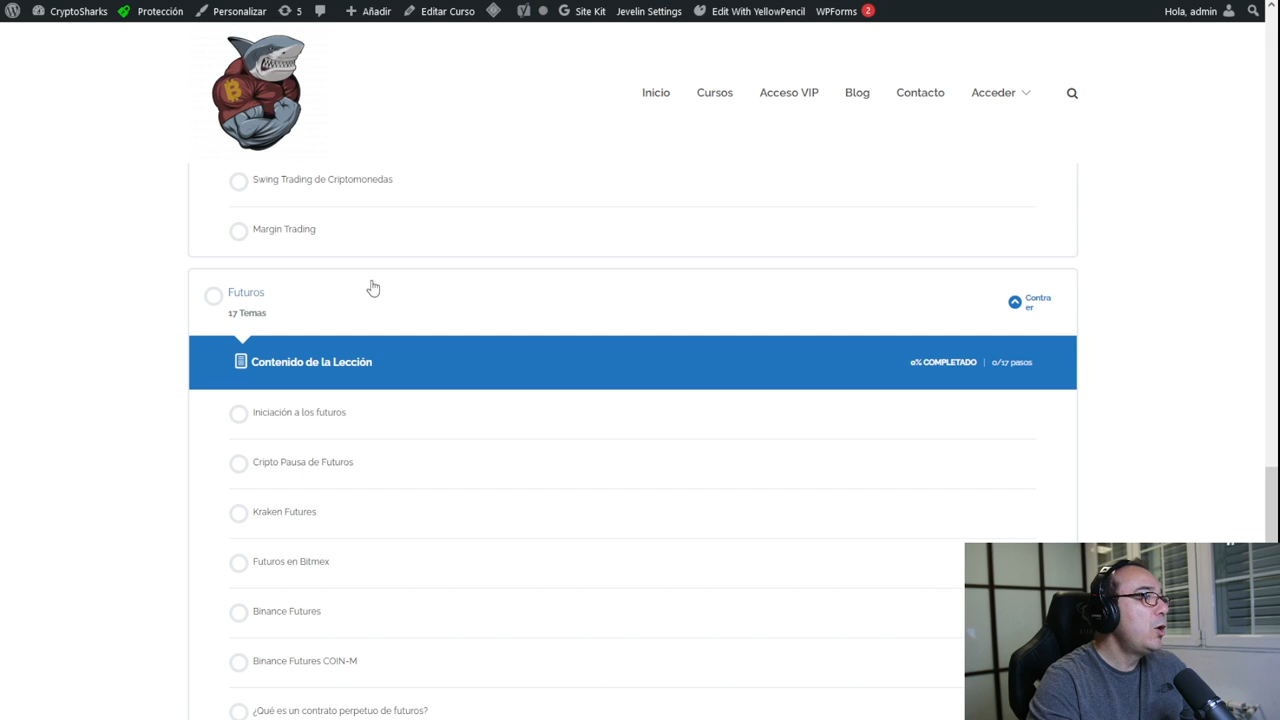 CryptoSharks Protección Personalizar 5 Añadir Editar Curso Site Kit Jevelin Settings Edit With YellowPencil WPForms 2 Hola, admin
Inicio Cursos Acceso VIP Blog Contacto Acceder
Swing Trading de Criptomonedas
Margin Trading
Futuros
17 Temas
Contra
er
Contenido de la Lección 0% COMPLETADO | 0/17 pasos
Iniciación a los futuros
Cripto Pausa de Futuros
Kraken Futures
Futuros en Bitmex
Binance Futures
Binance Futures COIN-M
¿Qué es un contrato perpetuo de futuros?